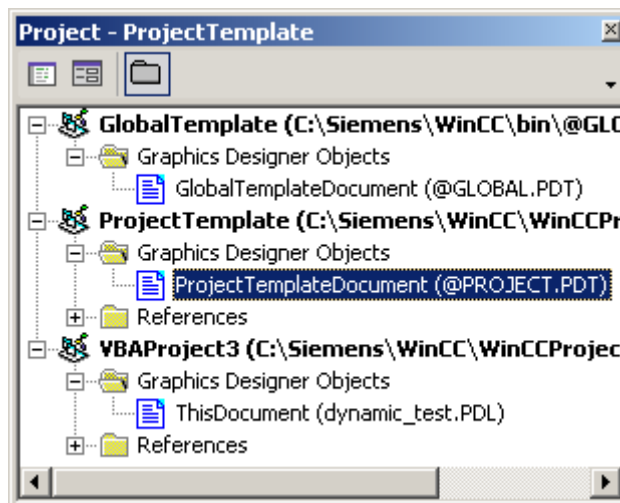 Project - ProjectTemplate
GlobalTemplate (C:\Siemens\WinCC\bin\@GLO
Graphics Designer Objects
GlobalTemplateDocument (@GLOBAL.PDT)
ProjectTemplate (C:\Siemens\WinCC\WinCCPr
Graphics Designer Objects
ProjectTemplateDocument (@PROJECT.PDT)
References
VBAProject3 (C:\Siemens\WinCC\WinCCProjec
Graphics Designer Objects
ThisDocument (dynamic_test.PDL)
References